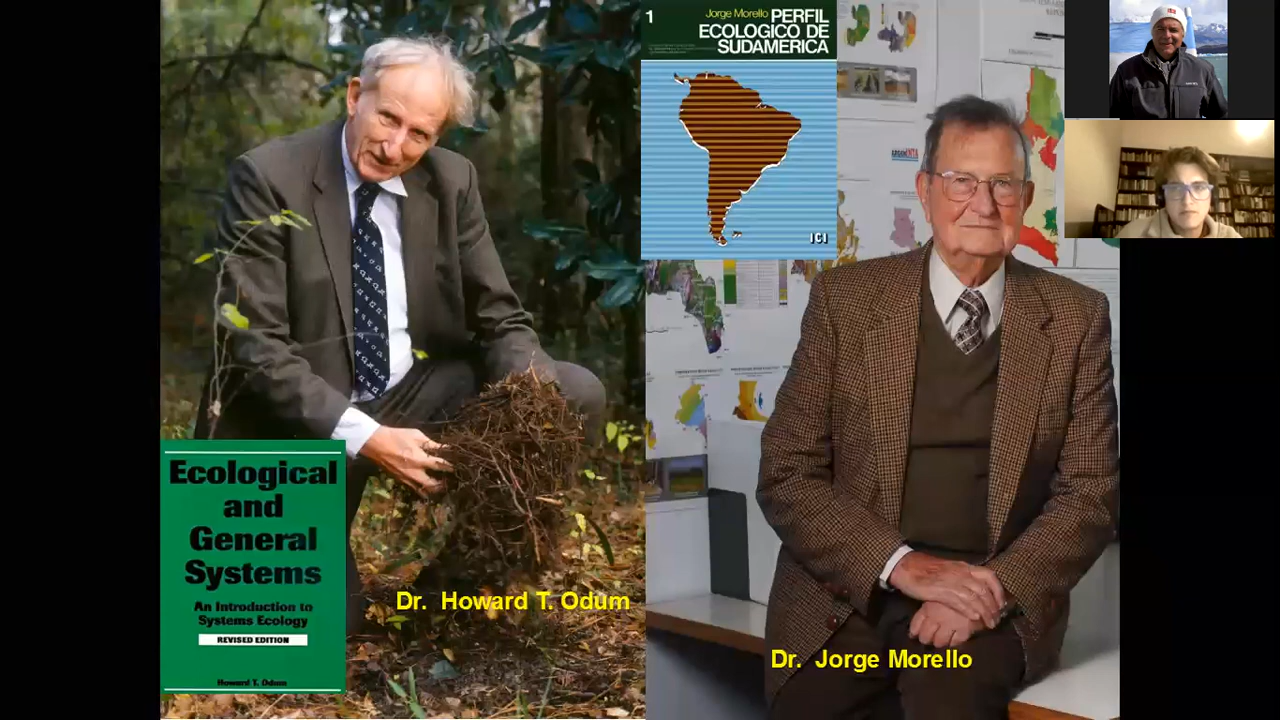 Ecological
and
General
Systems
An Introduction to
Systems Ecology
REVISED EDITION
Howard T. Odum
Dr. Howard T. Odum
1
Jorge Morello PERFIL
ECOLOGICO DE
SUDAMERICA
ICI
Dr. Jorge Morello